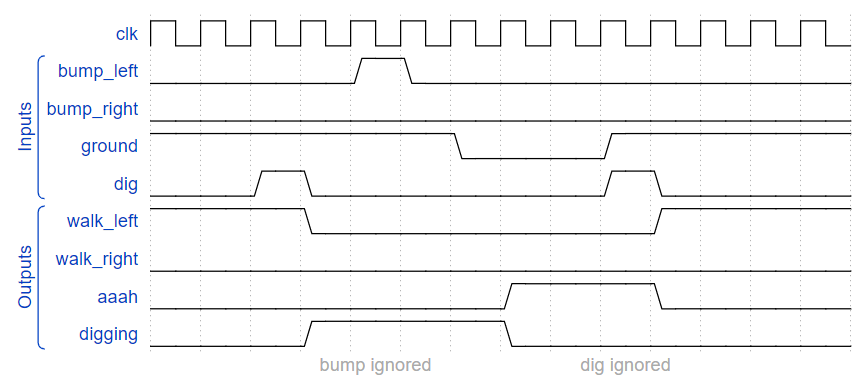 clk
Inputs
bump_left
bump_right
ground
dig
Outputs
walk_left
walk_right
aaah
digging
bump ignored
dig ignored